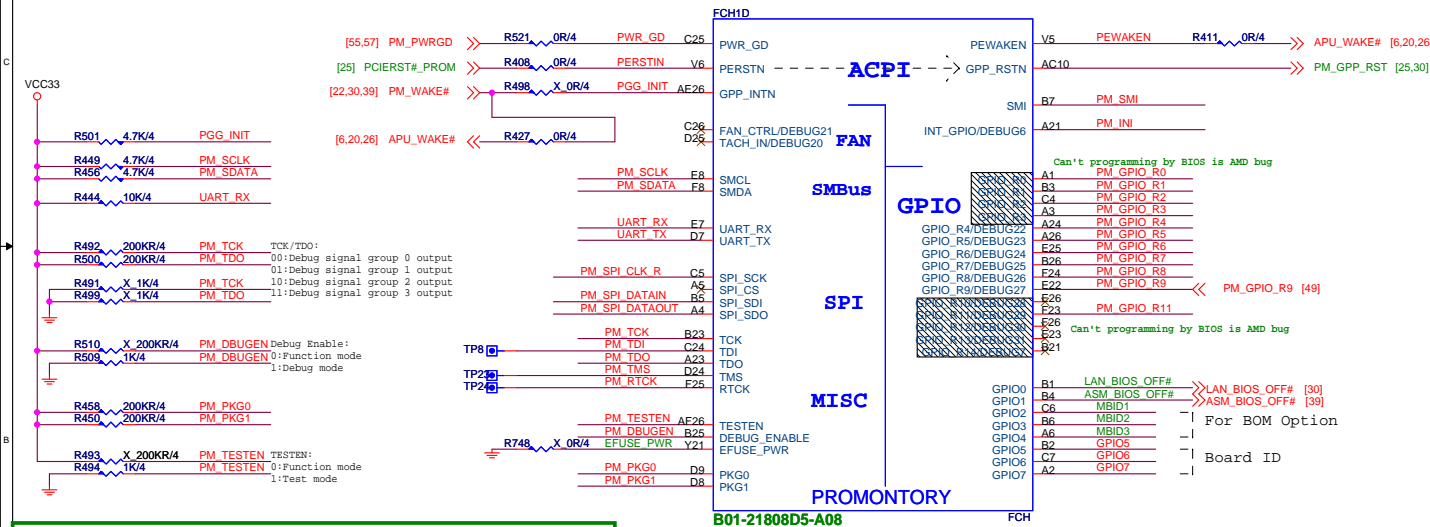 FCH1D
[55,57] PM_PWRGD R521 0R/4 PWR_GD C25 PWR_GD
[25] PCIERST#_PROM R408 0R/4 PERSTIN V6 PERSTN
[22,30,39] PM_WAKE# R498 X_0R/4 PGG_INIT AE26 GPP_INTN
[6,20,26] APU_WAKE# R427 0R/4
C26 FAN_CTRL/DEBUG21
D25 TACH_IN/DEBUG20
PM_SCLK E8 SMCL
PM_SDATA F8 SMDA
UART_RX E7 UART_RX
UART_TX D7 UART_TX
PM_SPI_CLK_R C5 SPI_SCK
A5 SPI_CS
PM_SPI_DATAIN B5 SPI_SDI
PM_SPI_DATAOUT A4 SPI_SDO
PM_TCK B23 TCK
TP8 PM_TDI C24 TDI
PM_TDO A23 TDO
TP23 PM_TMS D24 TMS
TP24 PM_RTCK F25 RTCK
PM_TESTEN AF26 TESTEN
PM_DBUGEN B25 DEBUG_ENABLE
R748 X_0R/4 EFUSE_PWR Y21 EFUSE_PWR
PM_PKG0 D9 PKG0
PM_PKG1 D8 PKG1
ACPI
FAN
SMBus
GPIO
SPI
MISC
PROMONTORY
B01-21808D5-A08
FCH
PEWAKEN V5 PEWAKEN R411 0R/4 APU_WAKE# [6,20,26
GPP_RSTN AC10 PM_GPP_RST [25,30]
SMI B7 PM_SMI
INT_GPIO/DEBUG6 A21 PM_INI
Can't programming by BIOS is AMD bug
GPIO_R0 A1 PM_GPIO_R0
GPIO_R1 B3 PM_GPIO_R1
GPIO_R2 C4 PM_GPIO_R2
GPIO_R3 A3 PM_GPIO_R3
GPIO_R4/DEBUG22 A24 PM_GPIO_R4
GPIO_R5/DEBUG23 A26 PM_GPIO_R5
GPIO_R6/DEBUG24 E25 PM_GPIO_R6
GPIO_R7/DEBUG25 B26 PM_GPIO_R7
GPIO_R8/DEBUG26 F24 PM_GPIO_R8
GPIO_R9/DEBUG27 E22 PM_GPIO_R9 PM_GPIO_R9 [49]
GPIO_R10/DEBUG28 E26
GPIO_R11/DEBUG29 F23 PM_GPIO_R11
GPIO_R12/DEBUG30 F26
GPIO_R13/DEBUG31 E23
GPIO_R14/DEBUG7 B21
Can't programming by BIOS is AMD bug
GPIO0 B1 LAN_BIOS_OFF# LAN_BIOS_OFF# [30]
GPIO1 B4 ASM_BIOS_OFF# ASM_BIOS_OFF# [39]
GPIO2 C6 MBID1
GPIO3 B6 MBID2
GPIO4 A6 MBID3
For BOM Option
GPIO5 B2 GPIO5
GPIO6 C7 GPIO6
GPIO7 A2 GPIO7
Board ID
C
B
VCC33
R501 4.7K/4 PGG_INIT
R449 4.7K/4 PM_SCLK
R456 4.7K/4 PM_SDATA
R444 10K/4 UART_RX
R492 200KR/4 PM_TCK
R500 200KR/4 PM_TDO
R491 X_1K/4 PM_TCK
R499 X_1K/4 PM_TDO
TCK/TDO:
00:Debug signal group 0 output
01:Debug signal group 1 output
10:Debug signal group 2 output
11:Debug signal group 3 output
R510 X_200KR/4 PM_DBUGEN
R509 1K/4 PM_DBUGEN
Debug Enable:
0:Function mode
1:Debug mode
R458 200KR/4 PM_PKG0
R450 200KR/4 PM_PKG1
R493 X_200KR/4 PM_TESTEN
R494 1K/4 PM_TESTEN
TESTEN:
0:Function mode
1:Test mode